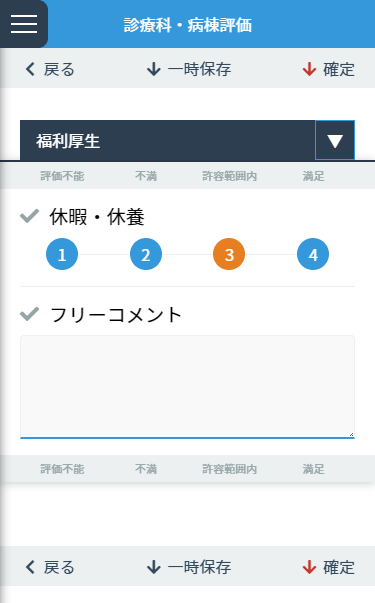 診療科・病棟評価
戻る 一時保存 確定
福利厚生
評価不能 不満 許容範囲内 満足
休暇・休養
1 2 3 4
フリーコメント
評価不能 不満 許容範囲内 満足
戻る 一時保存 確定